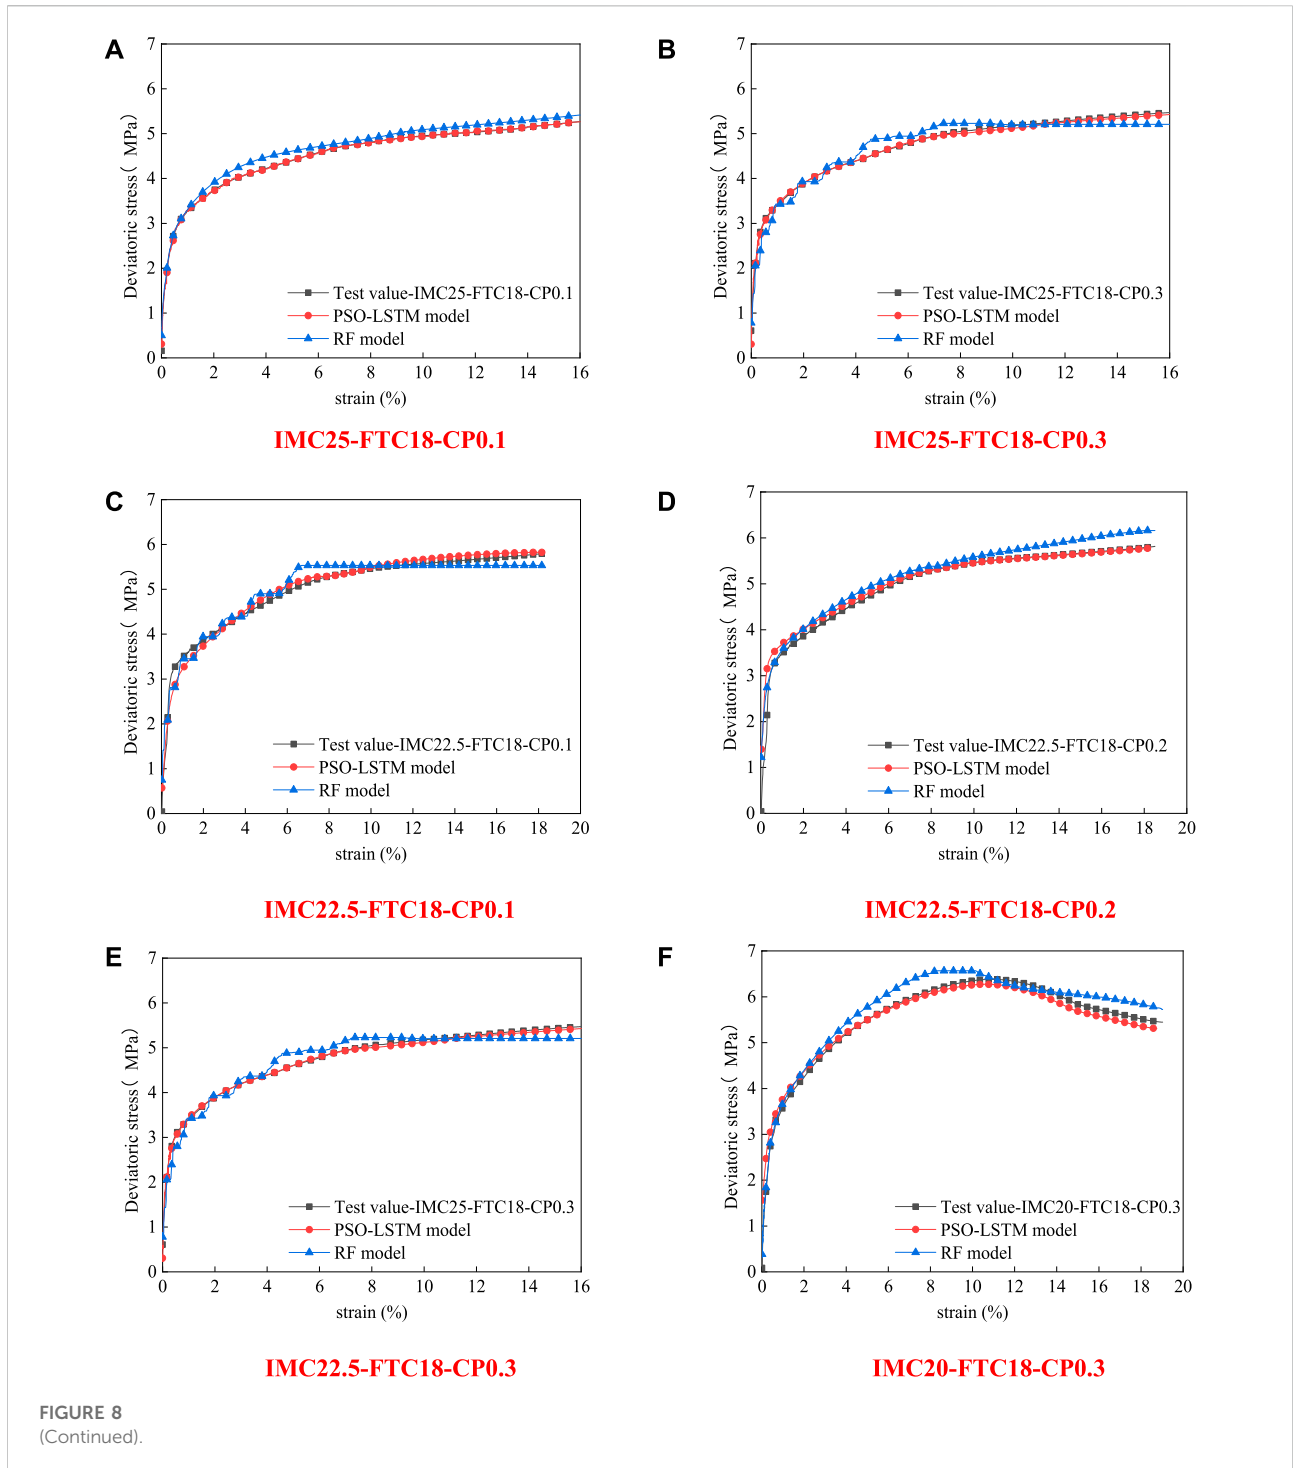 A
7
6
5
4
3
2
1
0
Deviatoric stress( MPa)
Test value-IMC25-FTC18-CP0.1
PSO-LSTM model
RF model
0 2 4 6 8 10 12 14 16
strain (%)
IMC25-FTC18-CP0.1
B
7
6
5
4
3
2
1
0
Deviatoric stress( MPa)
Test value-IMC25-FTC18-CP0.3
PSO-LSTM model
RF model
0 2 4 6 8 10 12 14 16
strain (%)
IMC25-FTC18-CP0.3
C
7
6
5
4
3
2
1
0
Deviatoric stress( MPa)
Test value-IMC22.5-FTC18-CP0.1
PSO-LSTM model
RF model
0 2 4 6 8 10 12 14 16 18 20
strain (%)
IMC22.5-FTC18-CP0.1
D
7
6
5
4
3
2
1
0
Deviatoric stress( MPa)
Test value-IMC22.5-FTC18-CP0.2
PSO-LSTM model
RF model
0 2 4 6 8 10 12 14 16 18 20
strain (%)
IMC22.5-FTC18-CP0.2
E
7
6
5
4
3
2
1
0
Deviatoric stress( MPa)
Test value-IMC25-FTC18-CP0.3
PSO-LSTM model
RF model
0 2 4 6 8 10 12 14 16
strain (%)
IMC22.5-FTC18-CP0.3
F
7
6
5
4
3
2
1
0
Deviatoric stress( MPa)
Test value-IMC20-FTC18-CP0.3
PSO-LSTM model
RF model
0 2 4 6 8 10 12 14 16 18 20
strain (%)
IMC20-FTC18-CP0.3
FIGURE 8
(Continued).